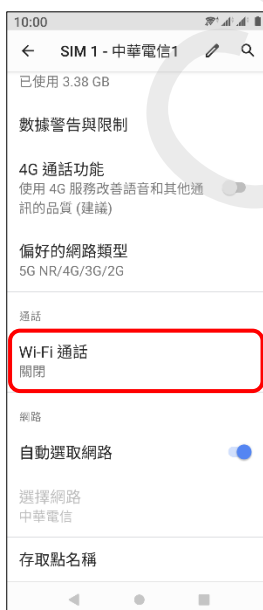 10:00
SIM 1 - 中華電信1
已使用 3.38 GB
數據警告與限制
4G 通話功能
使用 4G 服務改善語音和其他通
訊的品質 (建議)
偏好的網路類型
5G NR/4G/3G/2G
通話
Wi-Fi 通話
關閉
網路
自動選取網路
選擇網路
中華電信
存取點名稱